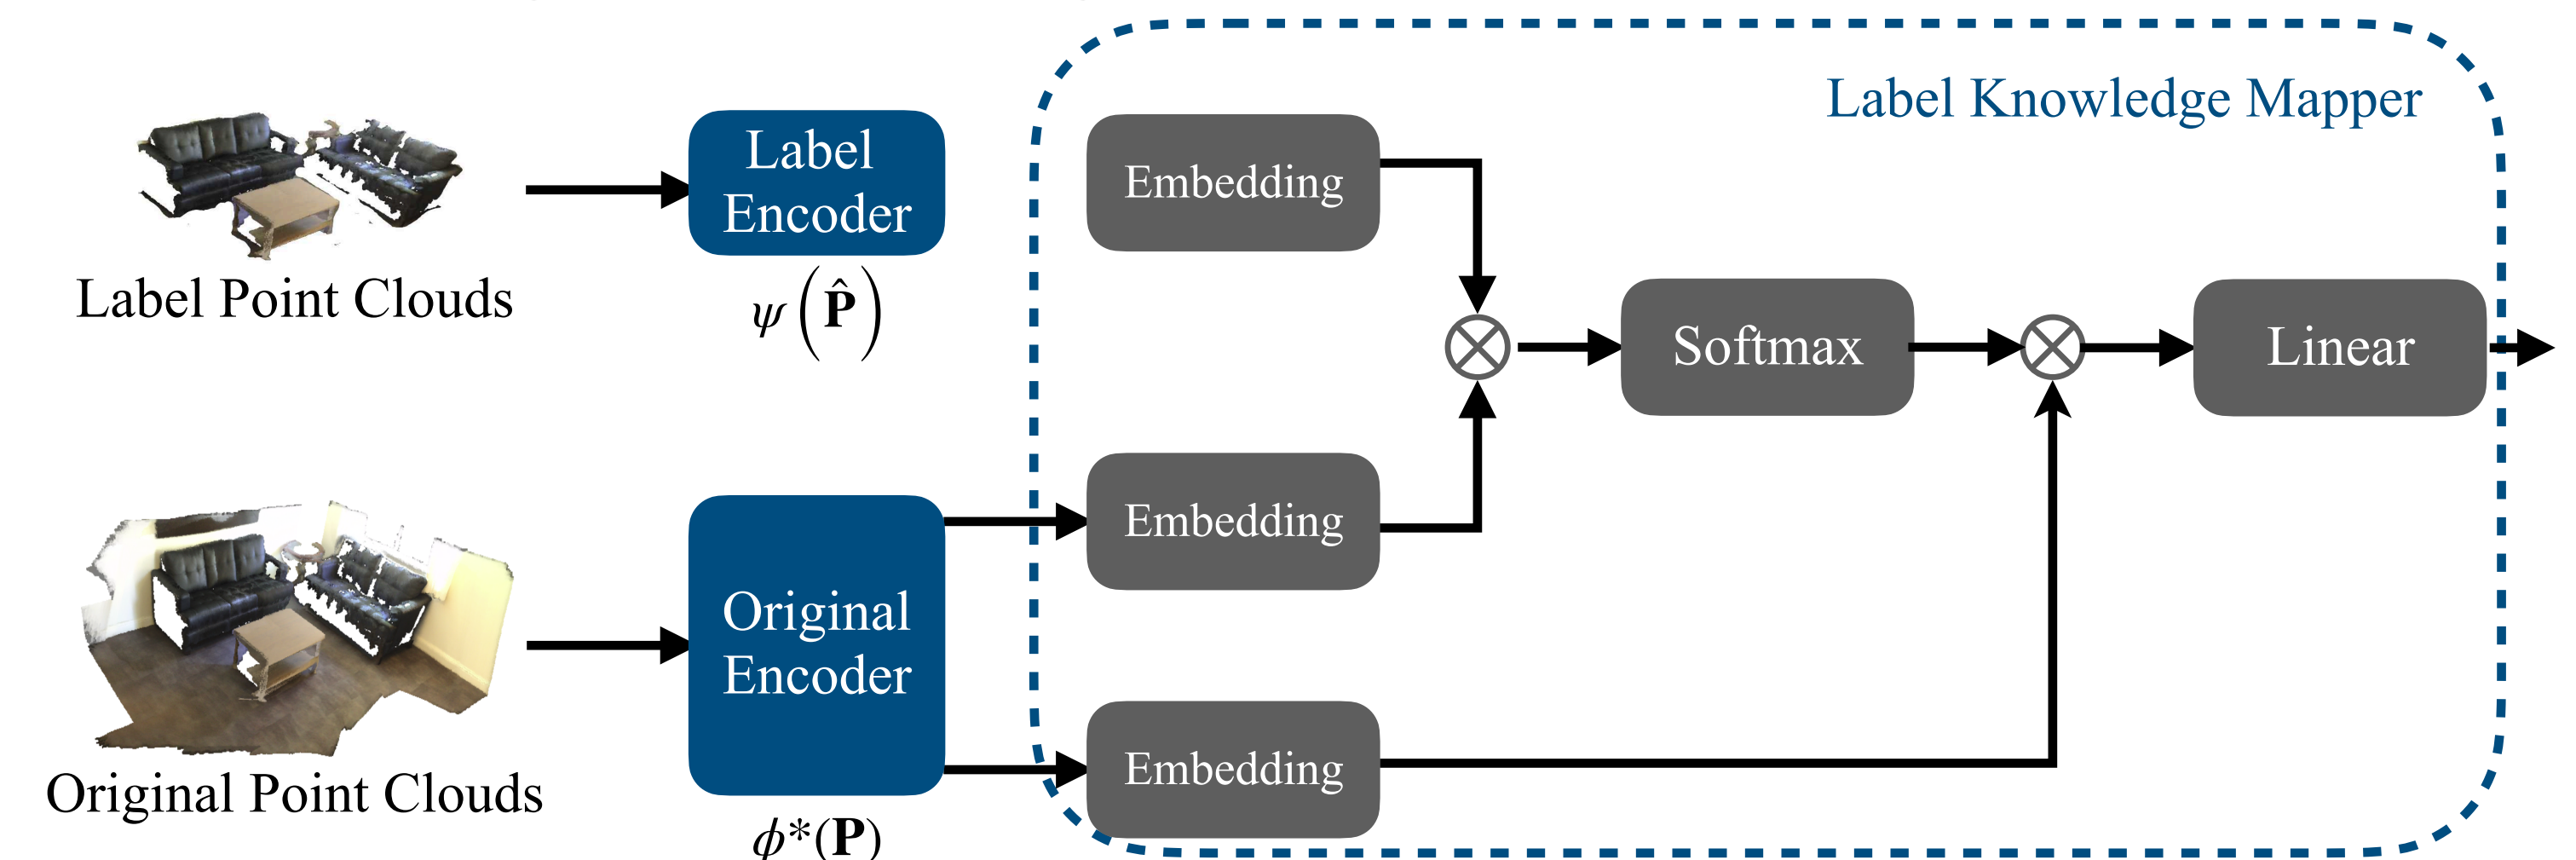 Label Knowledge Mapper
Label Point Clouds
Label
Encoder
ψ(P̂)
Embedding
Softmax
Linear
Original Point Clouds
Original
Encoder
ϕ*(P)
Embedding
Embedding